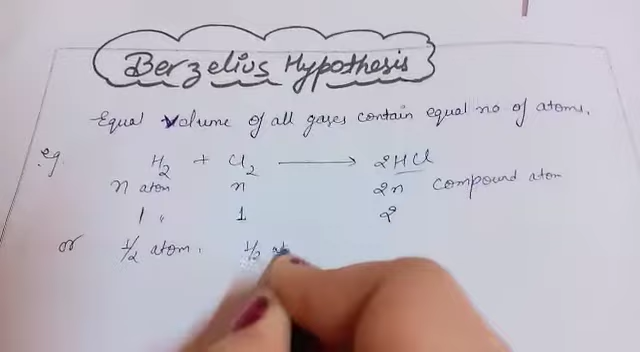 Berzelius Hypothesis
Equal Volume of all gases contain equal no of atoms.
eg. H2 + Cl2 ⟶ 2HCl
n atom n 2n Compound atom
1 " 1 2
or 1/2 atom. 1/2 at